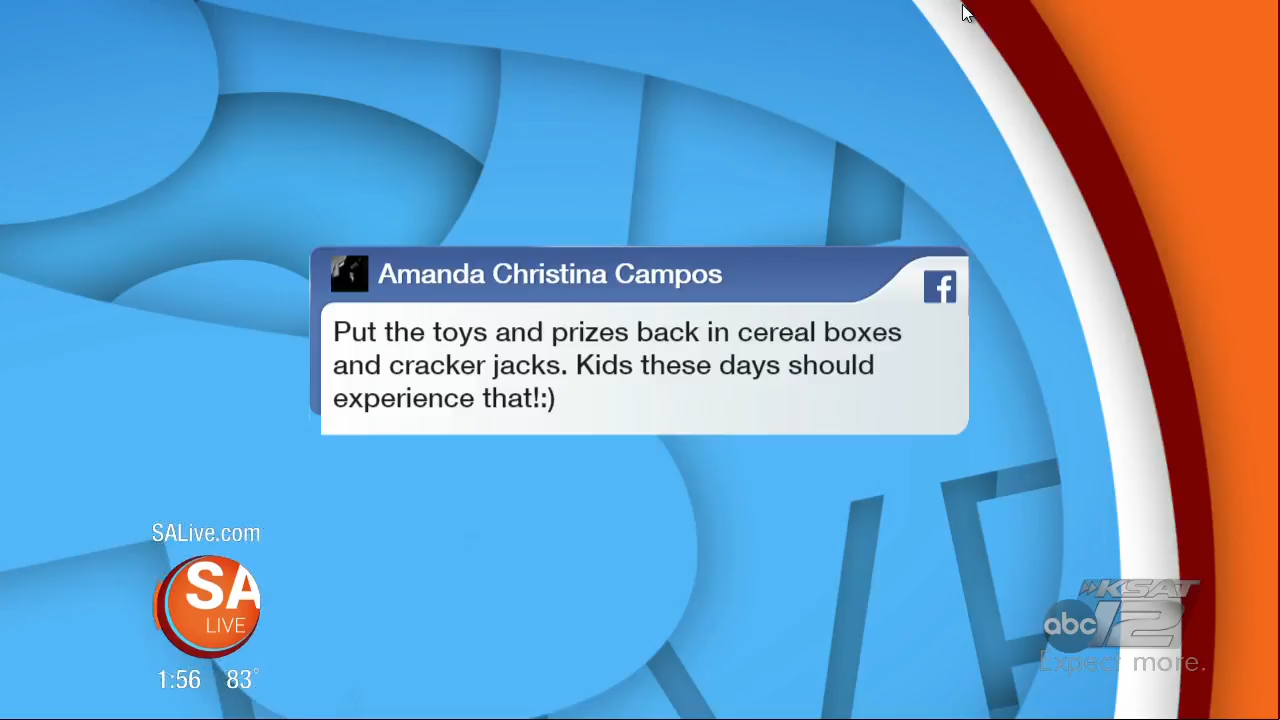 Amanda Christina Campos
f
Put the toys and prizes back in cereal boxes
and cracker jacks. Kids these days should
experience that!:)
SALive.com
SA
LIVE
1:56 83°
KSAT
abc 12
Expect more.